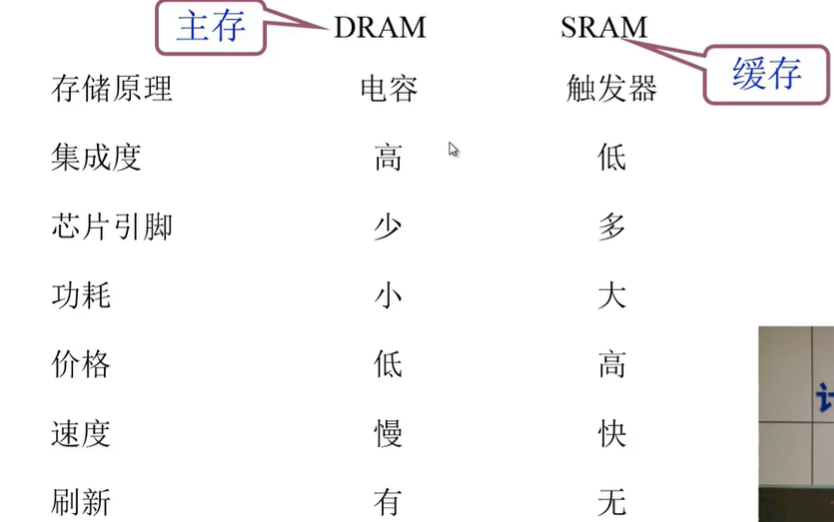 主存 DRAM SRAM
缓存
存储原理 电容 触发器
集成度 高 低
芯片引脚 少 多
功耗 小 大
价格 低 高
速度 慢 快
刷新 有 无